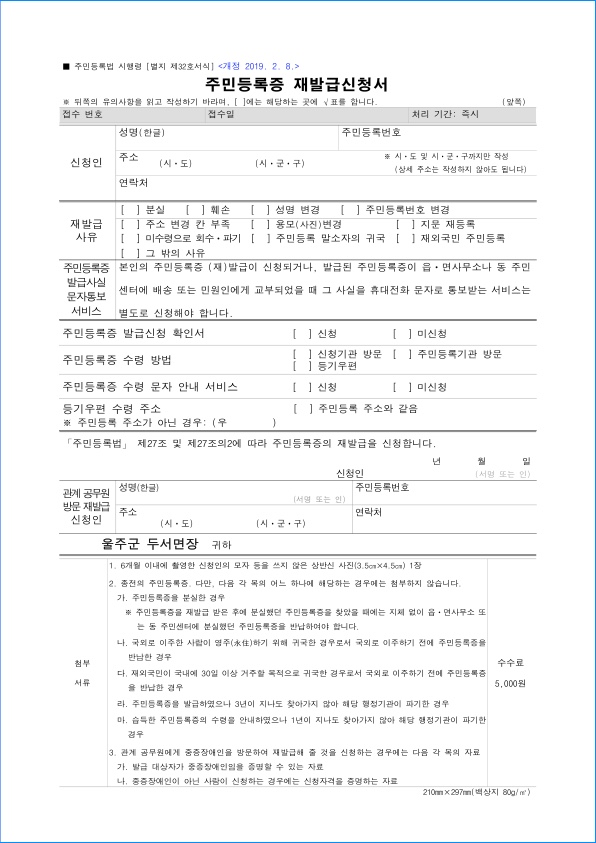 ■ 주민등록법 시행령 [별지 제32호서식] <개정 2019. 2. 8.>
주민등록증 재발급신청서
※ 뒤쪽의 유의사항을 읽고 작성하기 바라며, [ ]에는 해당하는 곳에 √표를 합니다. (앞쪽)
접수 번호 접수일 처리 기간: 즉시
신청인
성명(한글) 주민등록번호
주소 (시·도) (시·군·구)
※ 시·도 및 시·군·구까지만 작성
(상세 주소는 작성하지 않아도 됩니다)
연락처
재발급
사유
[ ] 분실 [ ] 훼손 [ ] 성명 변경 [ ] 주민등록번호 변경
[ ] 주소 변경 칸 부족 [ ] 용모(사진)변경 [ ] 지문 재등록
[ ] 미수령으로 회수·파기 [ ] 주민등록 말소자의 귀국 [ ] 재외국민 주민등록
[ ] 그 밖의 사유
주민등록증
발급사실
문자통보
서비스
본인의 주민등록증 (재)발급이 신청되거나, 발급된 주민등록증이 읍·면사무소나 동 주민
센터에 배송 또는 민원인에게 교부되었을 때 그 사실을 휴대전화 문자로 통보받는 서비스는
별도로 신청해야 합니다.
주민등록증 발급신청 확인서 [ ] 신청 [ ] 미신청
주민등록증 수령 방법 [ ] 신청기관 방문 [ ] 주민등록기관 방문
[ ] 등기우편
주민등록증 수령 문자 안내 서비스 [ ] 신청 [ ] 미신청
등기우편 수령 주소 [ ] 주민등록 주소와 같음
※ 주민등록 주소가 아닌 경우: (우 )
「주민등록법」 제27조 및 제27조의2에 따라 주민등록증의 재발급을 신청합니다.
년 월 일
신청인 (서명 또는 인)
관계 공무원
방문 재발급
신청인
성명(한글) (서명 또는 인) 주민등록번호
주소 (시·도) (시·군·구) 연락처
울주군 두서면장 귀하
첨부
서류
1. 6개월 이내에 촬영한 신청인의 모자 등을 쓰지 않은 상반신 사진(3.5㎝×4.5㎝) 1장
2. 종전의 주민등록증. 다만, 다음 각 목의 어느 하나에 해당하는 경우에는 첨부하지 않습니다.
가. 주민등록증을 분실한 경우
※ 주민등록증을 재발급 받은 후에 분실했던 주민등록증을 찾았을 때에는 지체 없이 읍·면사무소 또
는 동 주민센터에 분실했던 주민등록증을 반납하여야 합니다.
나. 국외로 이주한 사람이 영주(永住)하기 위해 귀국한 경우로서 국외로 이주하기 전에 주민등록증을
반납한 경우
다. 재외국민이 국내에 30일 이상 거주할 목적으로 귀국한 경우로서 국외로 이주하기 전에 주민등록증
을 반납한 경우
라. 주민등록증을 발급하였으나 3년이 지나도 찾아가지 않아 해당 행정기관이 파기한 경우
마. 습득한 주민등록증의 수령을 안내하였으나 1년이 지나도 찾아가지 않아 해당 행정기관이 파기한
경우
3. 관계 공무원에게 중증장애인을 방문하여 재발급해 줄 것을 신청하는 경우에는 다음 각 목의 자료
가. 발급 대상자가 중증장애인임을 증명할 수 있는 자료
나. 중증장애인이 아닌 사람이 신청하는 경우에는 신청자격을 증명하는 자료
수수료
5,000원
210㎜×297㎜(백상지 80g/㎡)